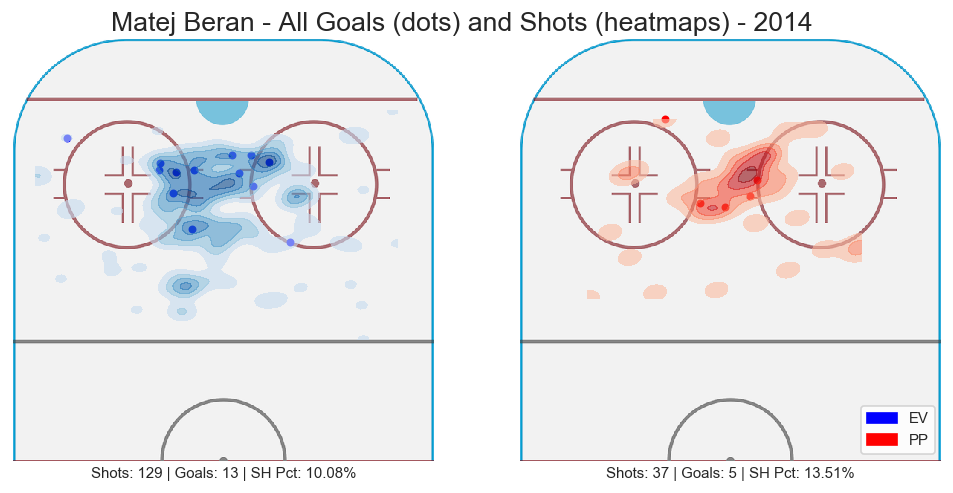 Matej Beran - All Goals (dots) and Shots (heatmaps) - 2014
EV
PP
Shots: 129 | Goals: 13 | SH Pct: 10.08%
Shots: 37 | Goals: 5 | SH Pct: 13.51%